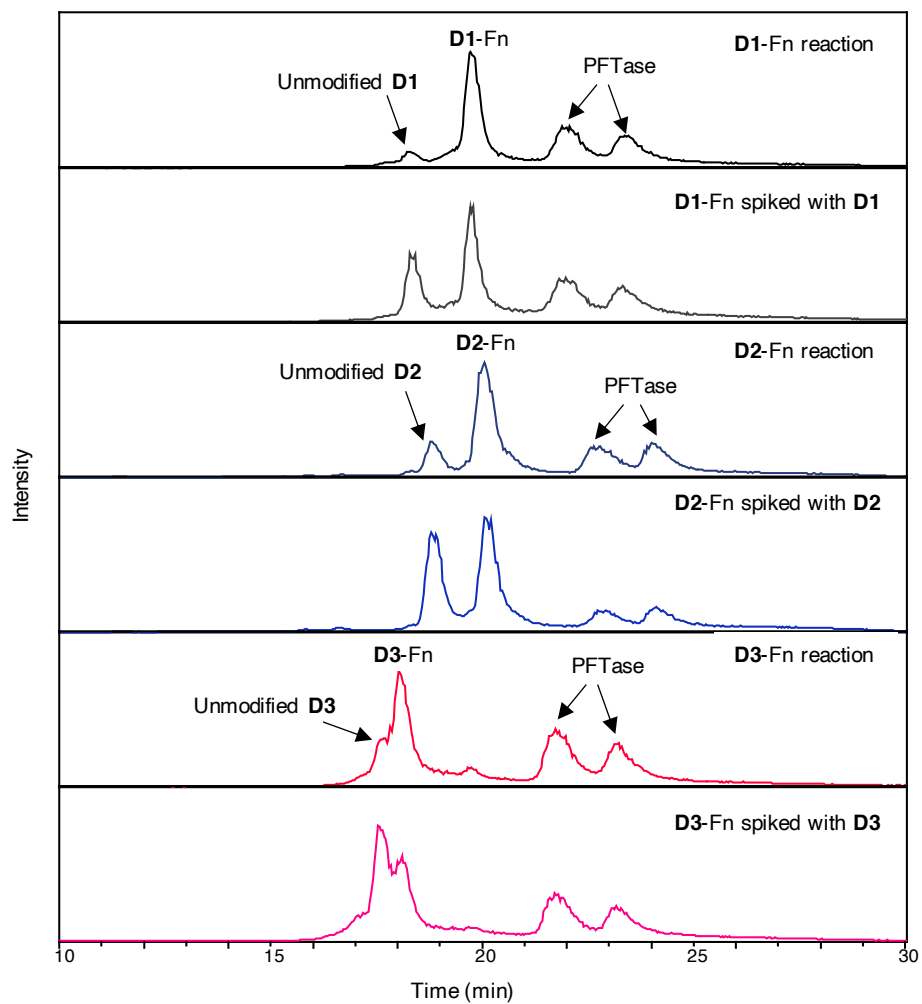 D1-Fn
D1-Fn reaction
Unmodified D1
PFTase
D1-Fn spiked with D1
D2-Fn
D2-Fn reaction
Unmodified D2
PFTase
D2-Fn spiked with D2
D3-Fn
D3-Fn reaction
Unmodified D3
PFTase
D3-Fn spiked with D3
Intensity
10
15
20
25
30
Time (min)